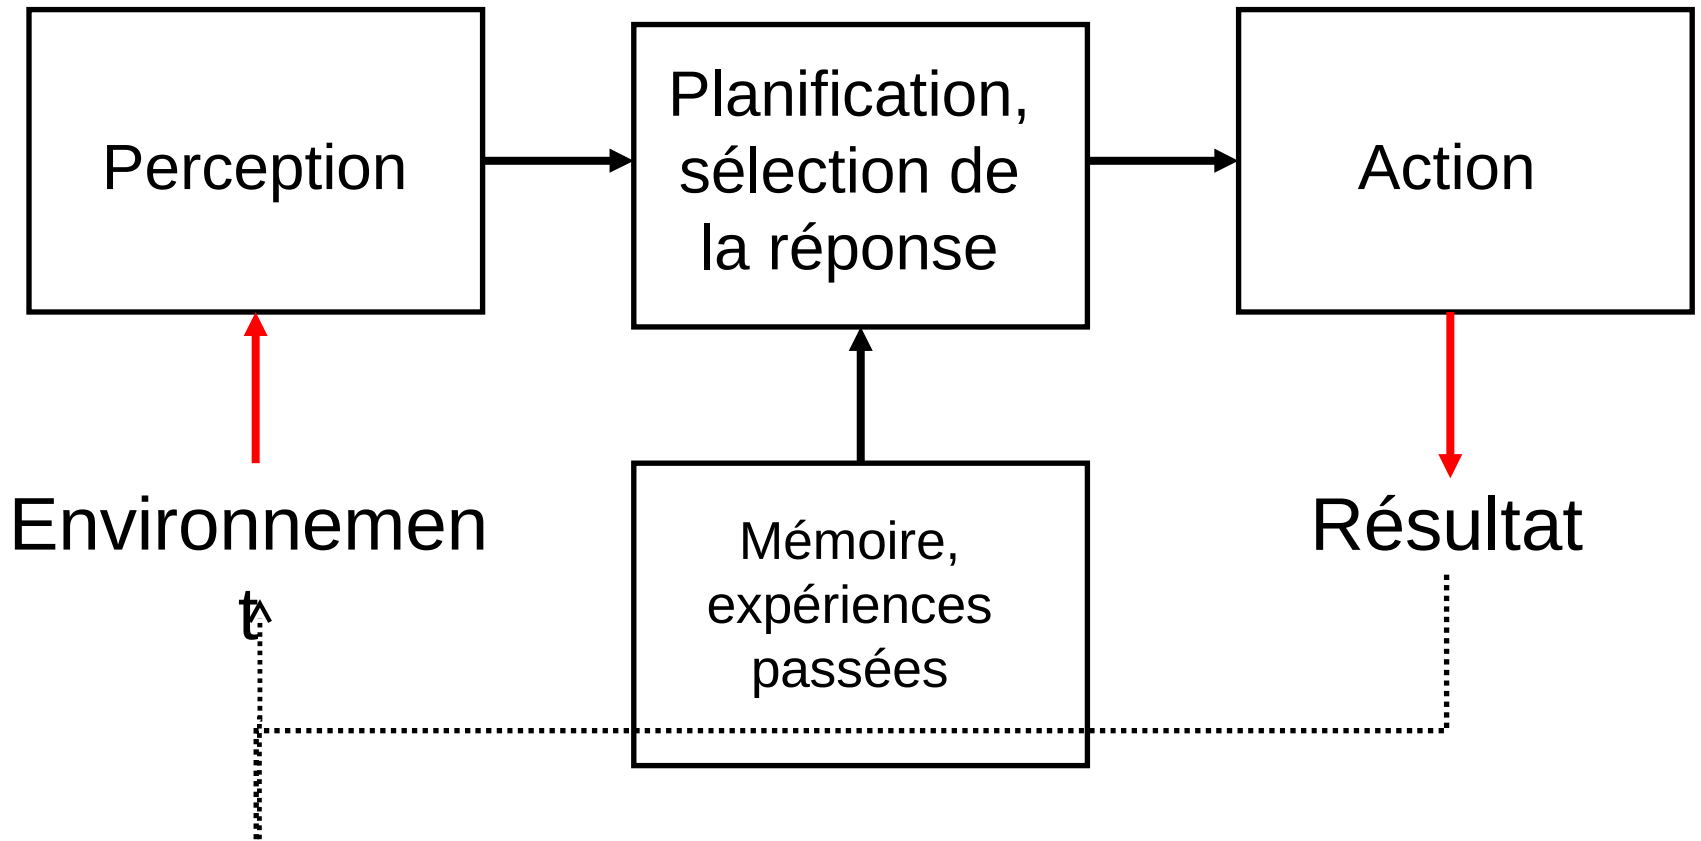 Perception
Planification,
sélection de
la réponse
Action
Environnemen
t
Mémoire,
expériences
passées
Résultat